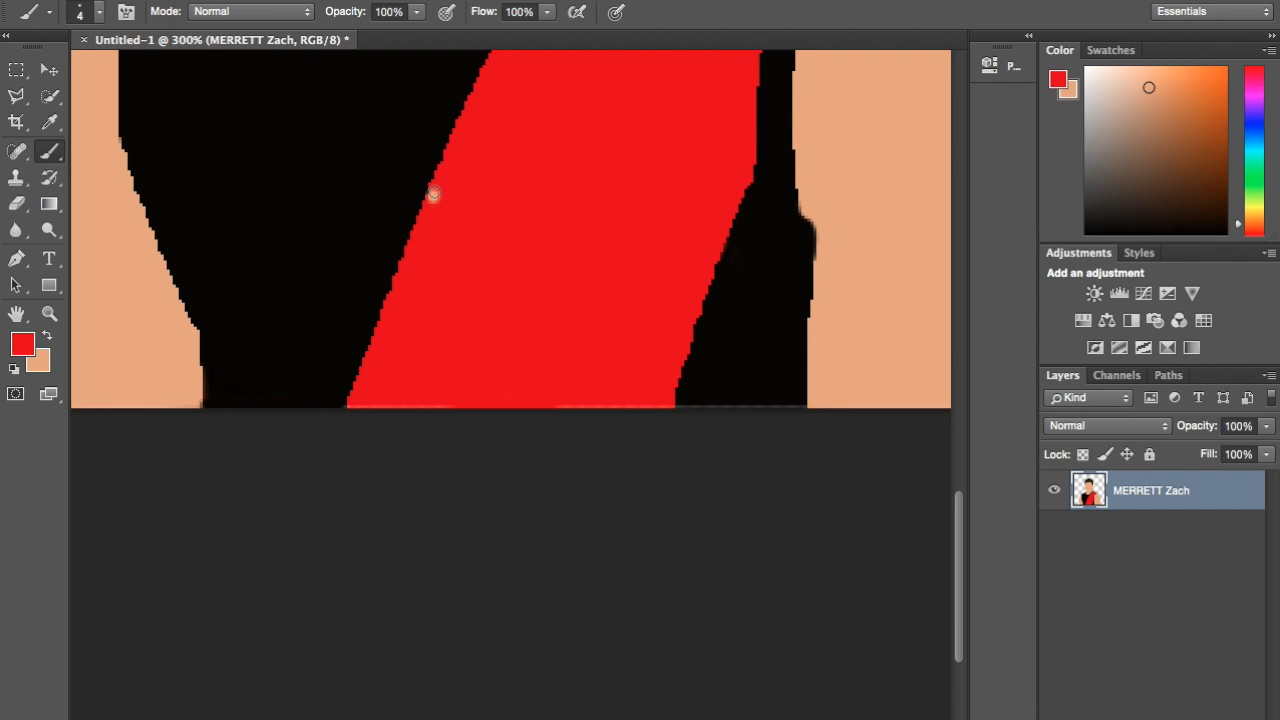 4 Mode: Normal Opacity: 100% Flow: 100% Essentials
Untitled-1 @ 300% (MERRETT Zach, RGB/8) *
Color Swatches
P...
Adjustments Styles
Add an adjustment
Layers Channels Paths
Kind
Normal Opacity: 100%
Lock: Fill: 100%
MERRETT Zach